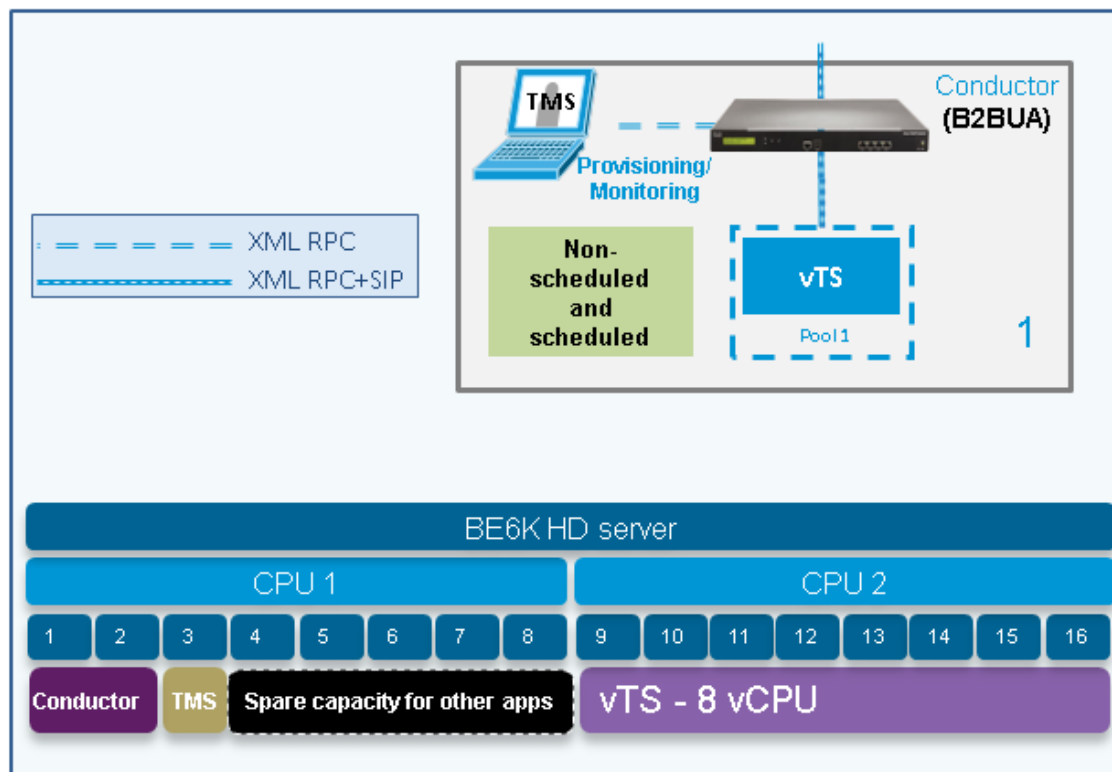 TMS
Conductor
(B2BUA)
Provisioning/
Monitoring
XML RPC
XML RPC+SIP
Non-
scheduled
and
scheduled
vTS
Pool 1
1
BE6K HD server
CPU 1
CPU 2
1 2 3 4 5 6 7 8 9 10 11 12 13 14 15 16
Conductor
TMS
Spare capacity for other apps
vTS - 8 vCPU